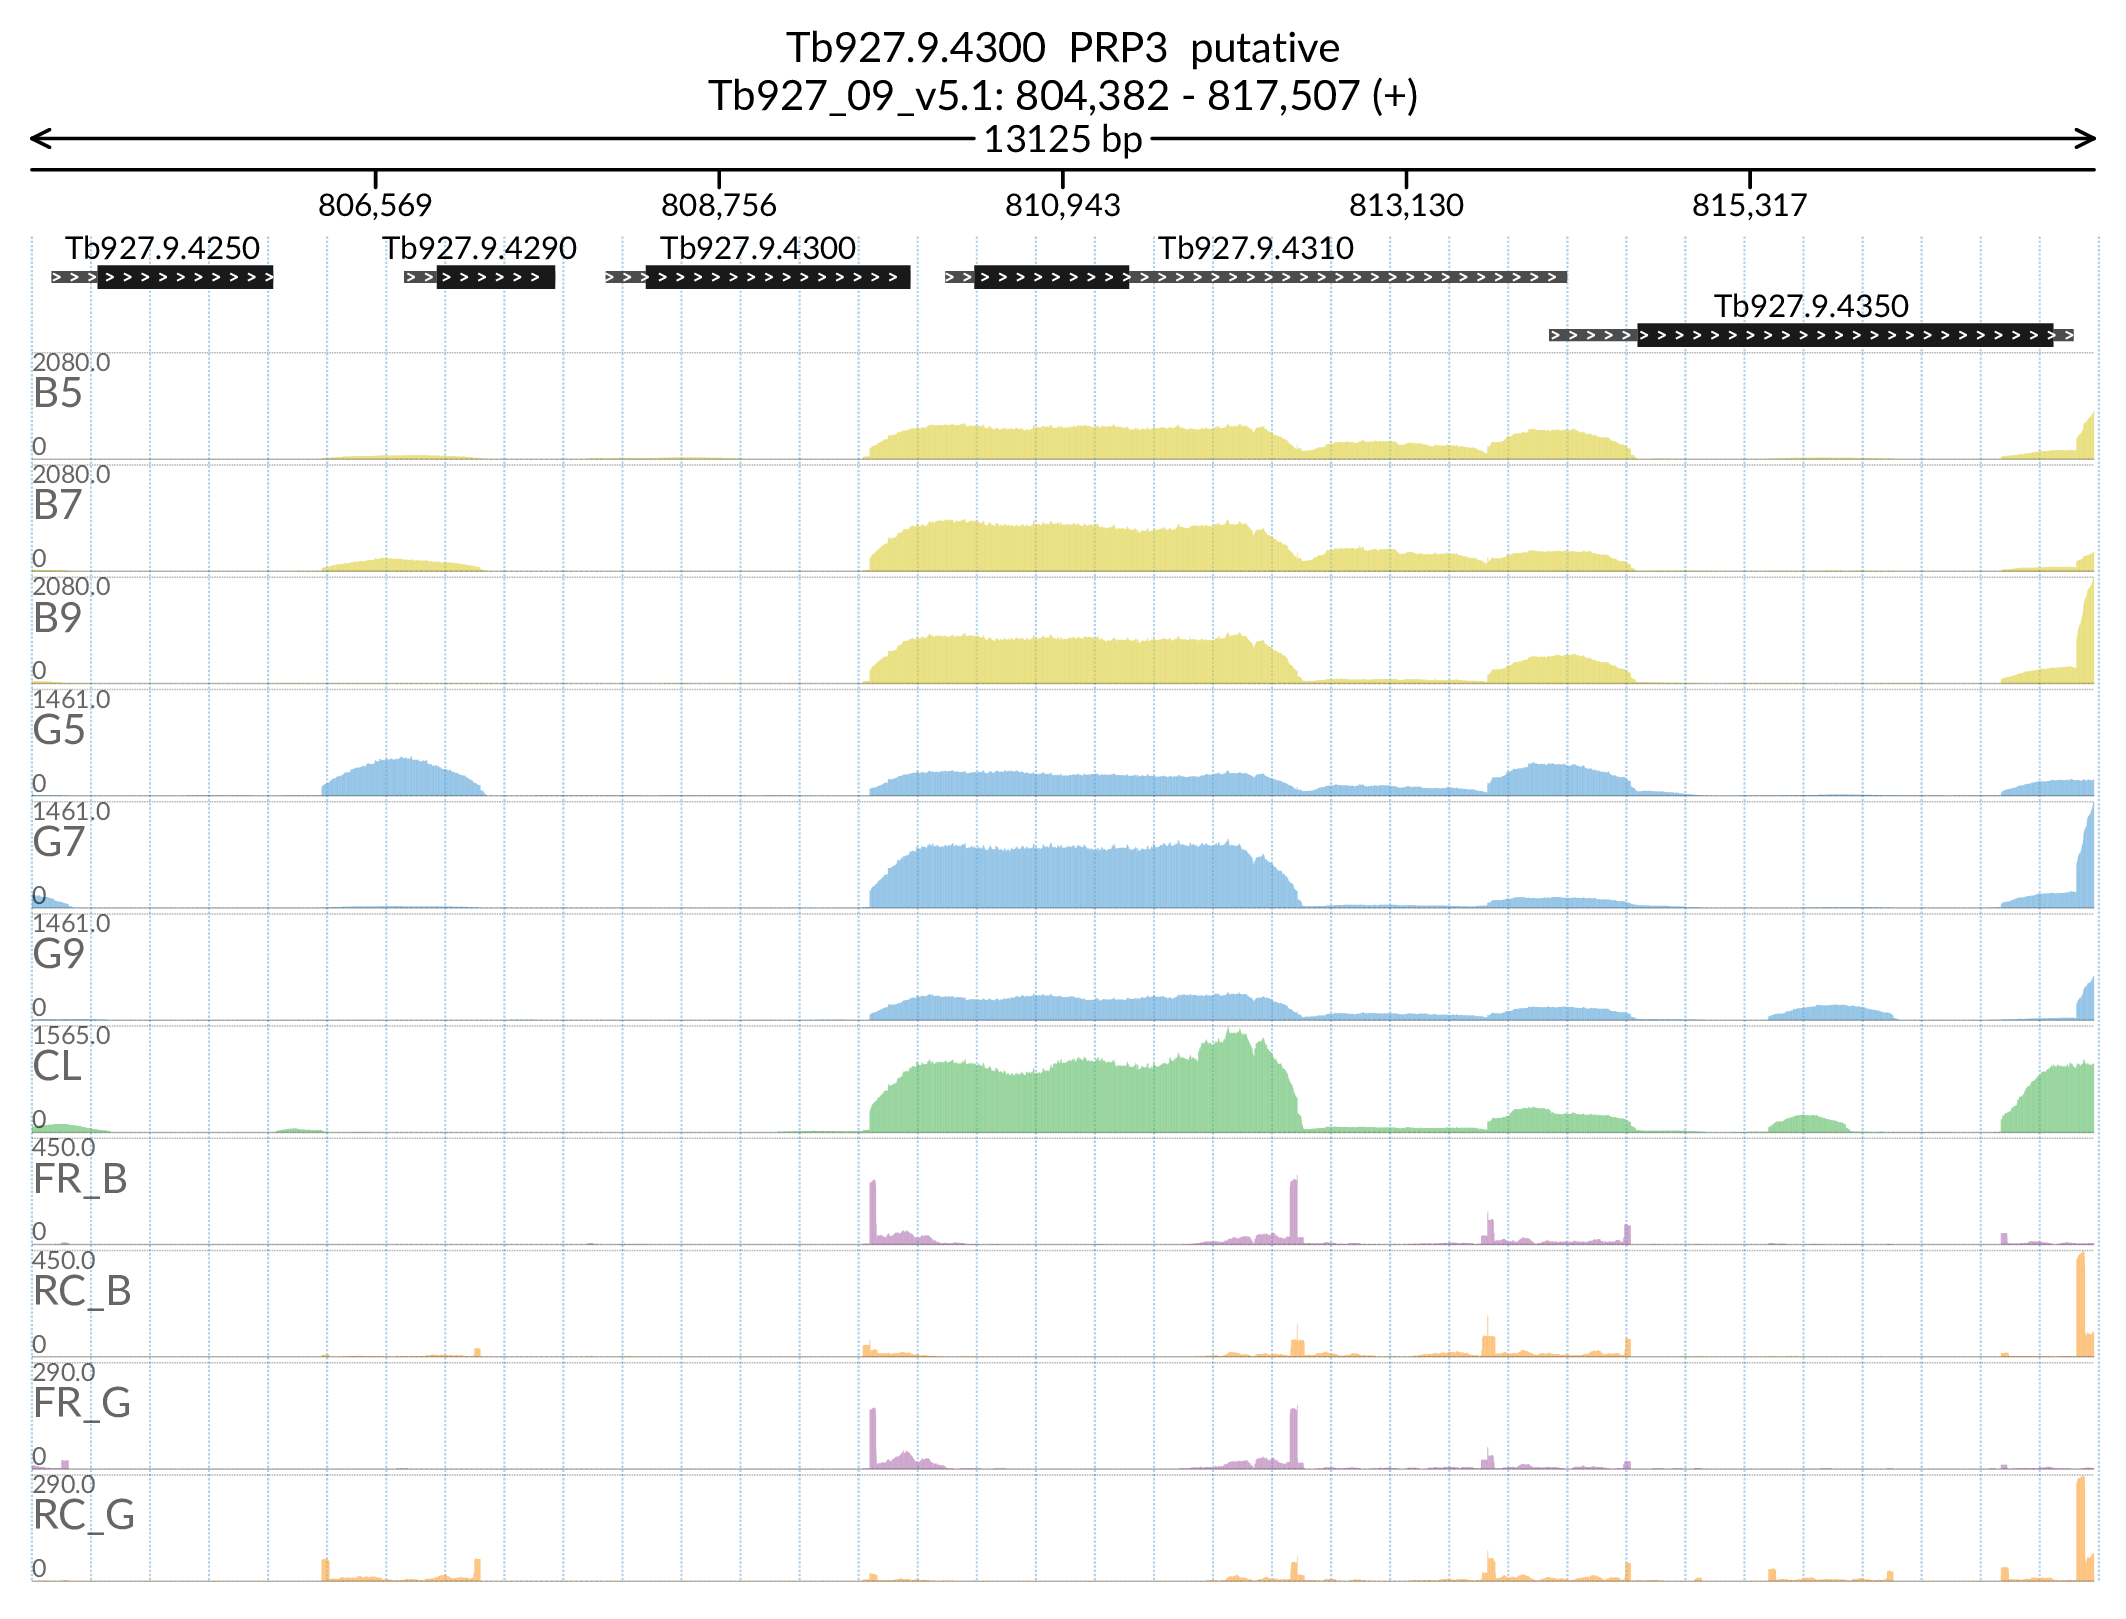 Tb927.9.4300 PRP3 putative
Tb927_09_v5.1: 804,382 - 817,507 (+)
13125 bp
806,569 808,756 810,943 813,130 815,317
Tb927.9.4250 Tb927.9.4290 Tb927.9.4300 Tb927.9.4310
Tb927.9.4350
2080.0
B5
0
2080.0
B7
0
2080.0
B9
0
1461.0
G5
0
1461.0
G7
0
1461.0
G9
0
1565.0
CL
0
450.0
FR_B
0
450.0
RC_B
0
290.0
FR_G
0
290.0
RC_G
0